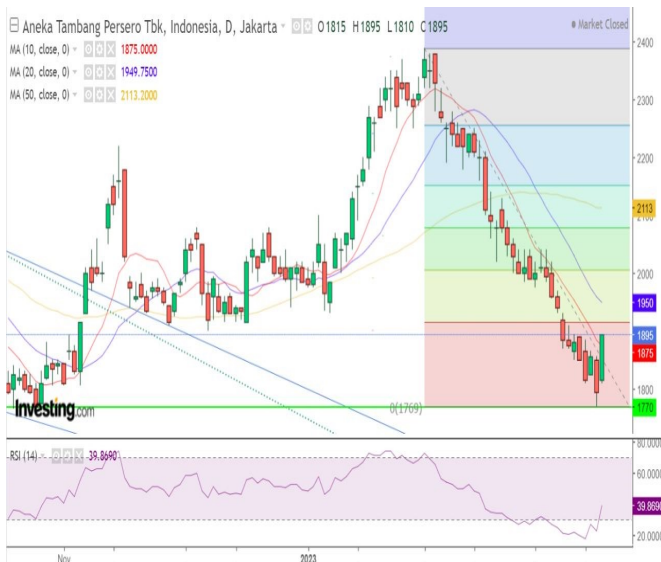 Aneka Tambang Persero Tbk, Indonesia, D, Jakarta O1815 H1895 L1810 C1895
Market Closed
MA (10, close, 0) 1875.0000
MA (20, close, 0) 1949.7500
MA (50, close, 0) 2113.2000
2400
2300
2200
2113
2000
1950
1895
1875
1800
1770
0(1769)
Investing.com
RSI (14) 39.8690
80.0000
60.0000
39.8690
20.0000
Nov
2023